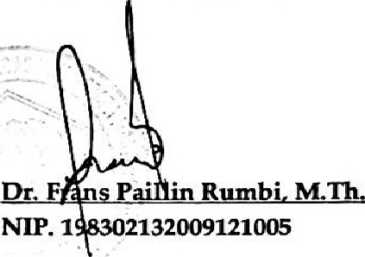 Dr. Frans Paillin Rumbi, M.Th.
NIP. 198302132009121005